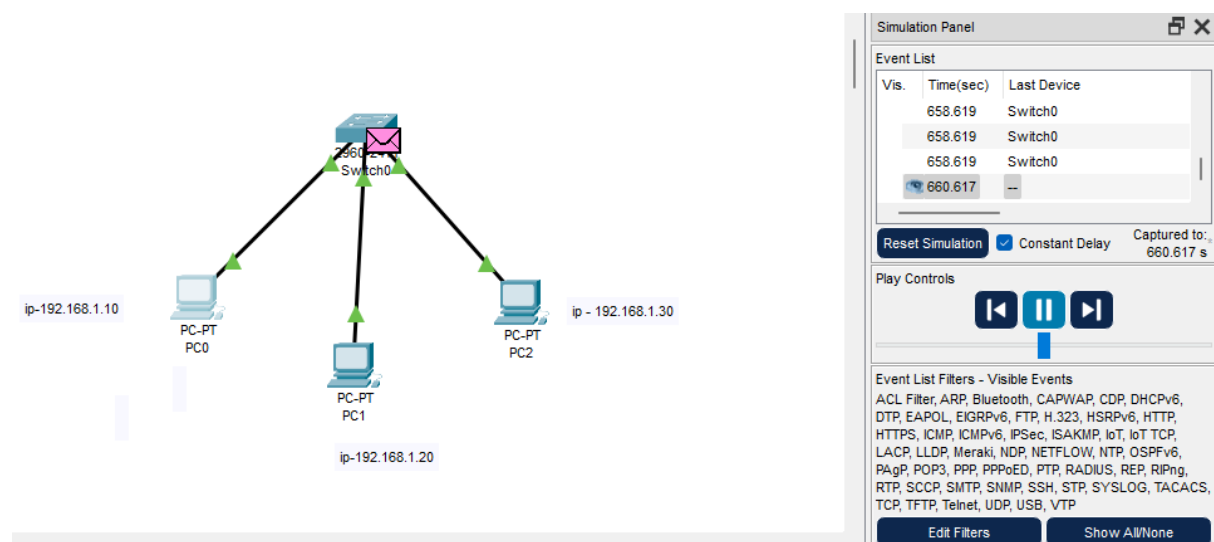 Simulation Panel
Event List
Vis. Time(sec) Last Device
658.619 Switch0
658.619 Switch0
658.619 Switch0
660.617 --
Reset Simulation Constant Delay Captured to:
660.617 s
Play Controls
Switch0
ip-192.168.1.10
PC-PT
PC0
PC-PT
PC1
ip-192.168.1.20
PC-PT
PC2
ip - 192.168.1.30
Event List Filters - Visible Events
ACL Filter, ARP, Bluetooth, CAPWAP, CDP, DHCPv6,
DTP, EAPOL, EIGRPv6, FTP, H.323, HSRPv6, HTTP,
HTTPS, ICMP, ICMPv6, IPSec, ISAKMP, IoT, IoT TCP,
LACP, LLDP, Meraki, NDP, NETFLOW, NTP, OSPFv6,
PAgP, POP3, PPP, PPPoED, PTP, RADIUS, REP, RIPng,
RTP, SCCP, SMTP, SNMP, SSH, STP, SYSLOG, TACACS,
TCP, TFTP, Telnet, UDP, USB, VTP
Edit Filters Show All/None